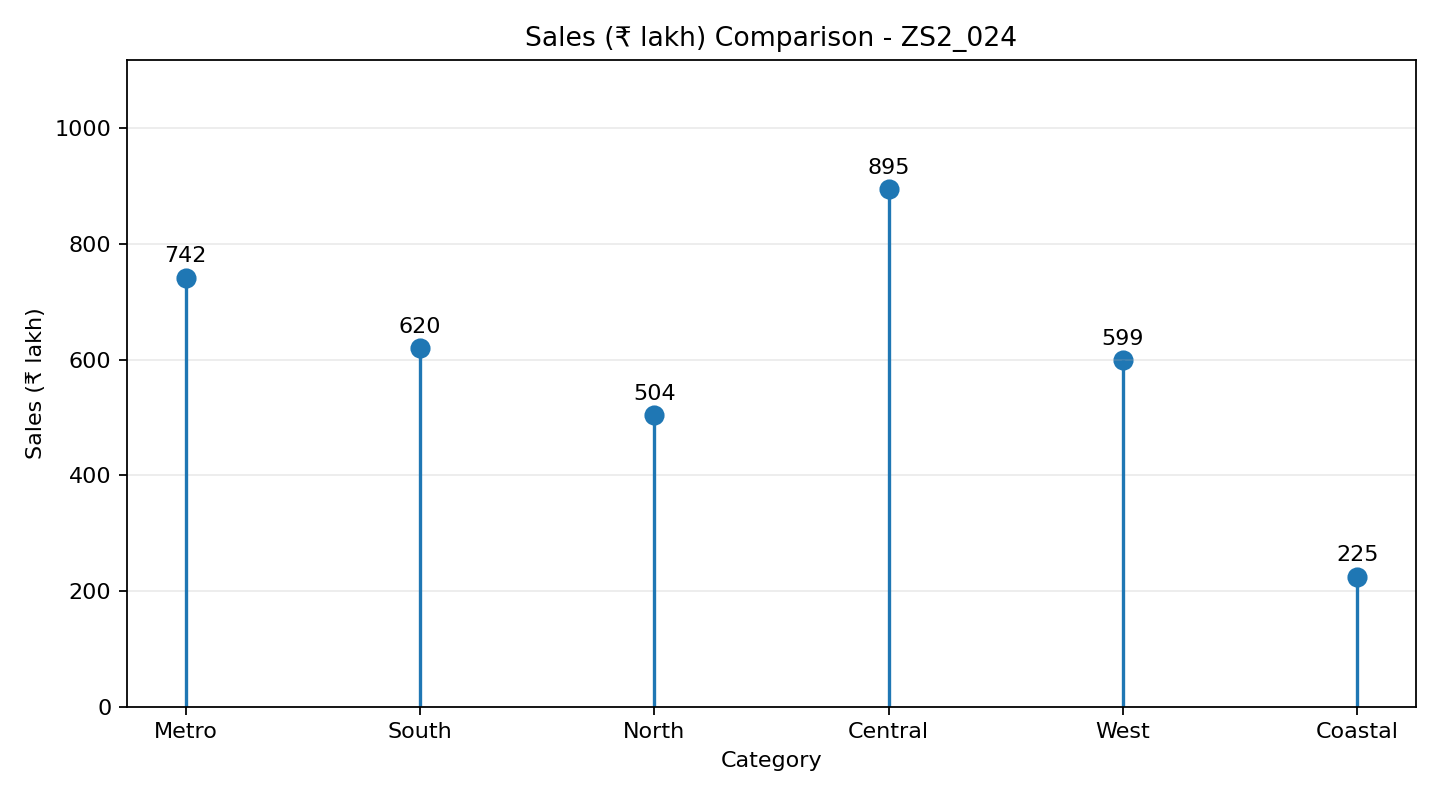 Sales (₹ lakh) Comparison - ZS2_024
Sales (₹ lakh)
1000
800
600
400
200
0
742
620
504
895
599
225
Metro
South
North
Central
West
Coastal
Category